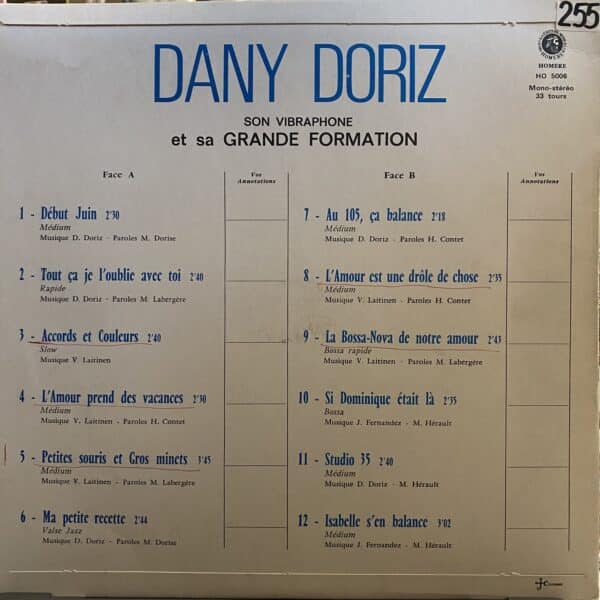 255
HOMERE
HO 5006
Mono-stéréo
33 tours
DANY DORIZ
SON VIBRAPHONE
et sa GRANDE FORMATION
Face A
Vos Annotations
1 - Début Juin 2'30
Médium
Musique D. Doriz - Paroles M. Dorise
2 - Tout ça je l'oublie avec toi 2'40
Rapide
Musique D. Doriz - Paroles M. Labergère
3 - Accords et Couleurs 2'40
Slow
Musique V. Laitinen
4 - L'Amour prend des vacances 2'30
Médium
Musique V. Laitinen - Paroles H. Contet
5 - Petites souris et Gros minets 3'45
Médium
Musique V. Laitinen - Paroles M. Labergère
6 - Ma petite recette 2'44
Valse Jazz
Musique D. Doriz - Paroles M. Dorise
Face B
Vos Annotations
7 - Au 105, ça balance 2'18
Médium
Musique D. Doriz - Paroles H. Contet
8 - L'Amour est une drôle de chose 2'35
Médium
Musique V. Laitinen - Paroles H. Contet
9 - La Bossa-Nova de notre amour 2'43
Bossa rapide
Musique V. Laitinen - Paroles M. Labergère
10 - Si Dominique était là 2'35
Bossa
Musique J. Fernandez - M. Hérault
11 - Studio 35 2'40
Médium
Musique D. Doriz - M. Hérault
12 - Isabelle s'en balance 3'02
Médium
Musique J. Fernandez - M. Hérault